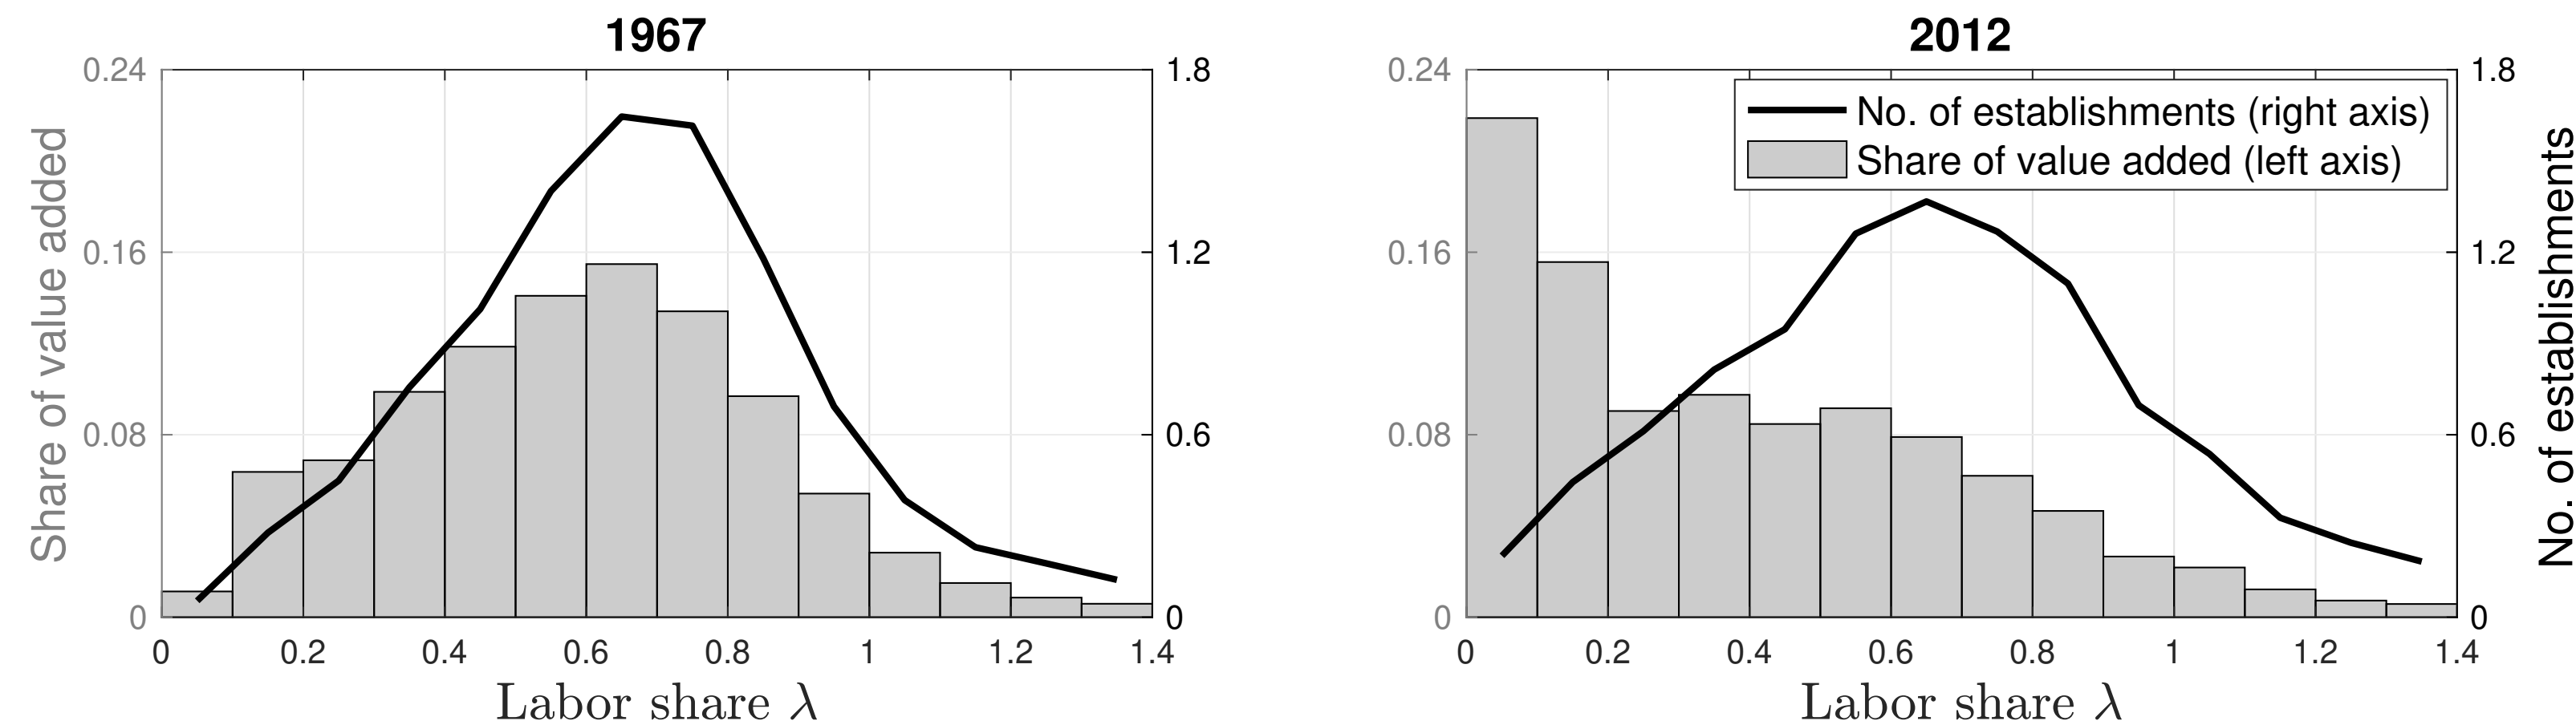 1967
0.24
0.16
0.08
0
1.8
1.2
0.6
0
0 0.2 0.4 0.6 0.8 1 1.2 1.4
Share of value added
Labor share λ
2012
No. of establishments (right axis)
Share of value added (left axis)
0.24
0.16
0.08
0
1.8
1.2
0.6
0
0 0.2 0.4 0.6 0.8 1 1.2 1.4
Labor share λ
No. of establishments